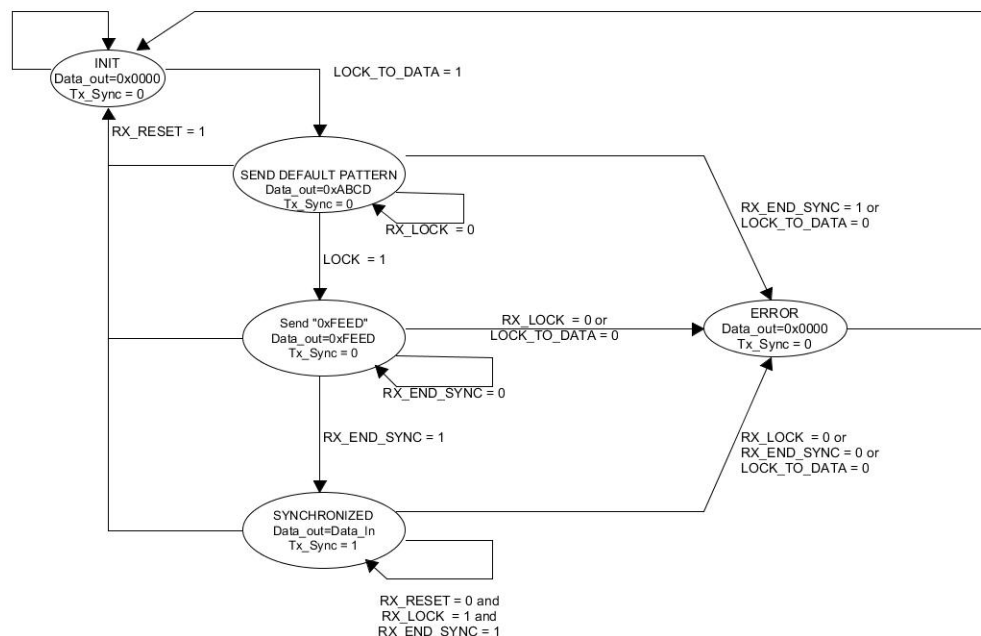 INIT
Data_out=0x0000
Tx_Sync = 0
LOCK_TO_DATA = 1
RX_RESET = 1
SEND DEFAULT PATTERN
Data_out=0xABCD
Tx_Sync = 0
RX_LOCK = 0
RX_END_SYNC = 1 or
LOCK_TO_DATA = 0
LOCK = 1
Send "0xFEED"
Data_out=0xFEED
Tx_Sync = 0
RX_LOCK = 0 or
LOCK_TO_DATA = 0
ERROR
Data_out=0x0000
Tx_Sync = 0
RX_END_SYNC = 0
RX_END_SYNC = 1
RX_LOCK = 0 or
RX_END_SYNC = 0 or
LOCK_TO_DATA = 0
SYNCHRONIZED
Data_out=Data_In
Tx_Sync = 1
RX_RESET = 0 and
RX_LOCK = 1 and
RX_END_SYNC = 1